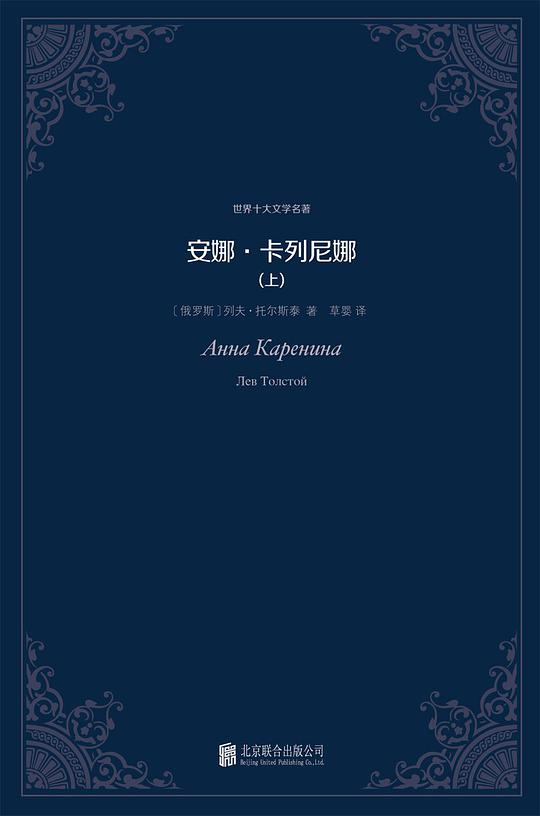 世界十大文学名著
安娜·卡列尼娜
（上）
［俄罗斯］列夫·托尔斯泰 著 草婴 译
Анна Каренина
Лев Толстой
北京联合出版公司
Beijing United Publishing Co.,Ltd.